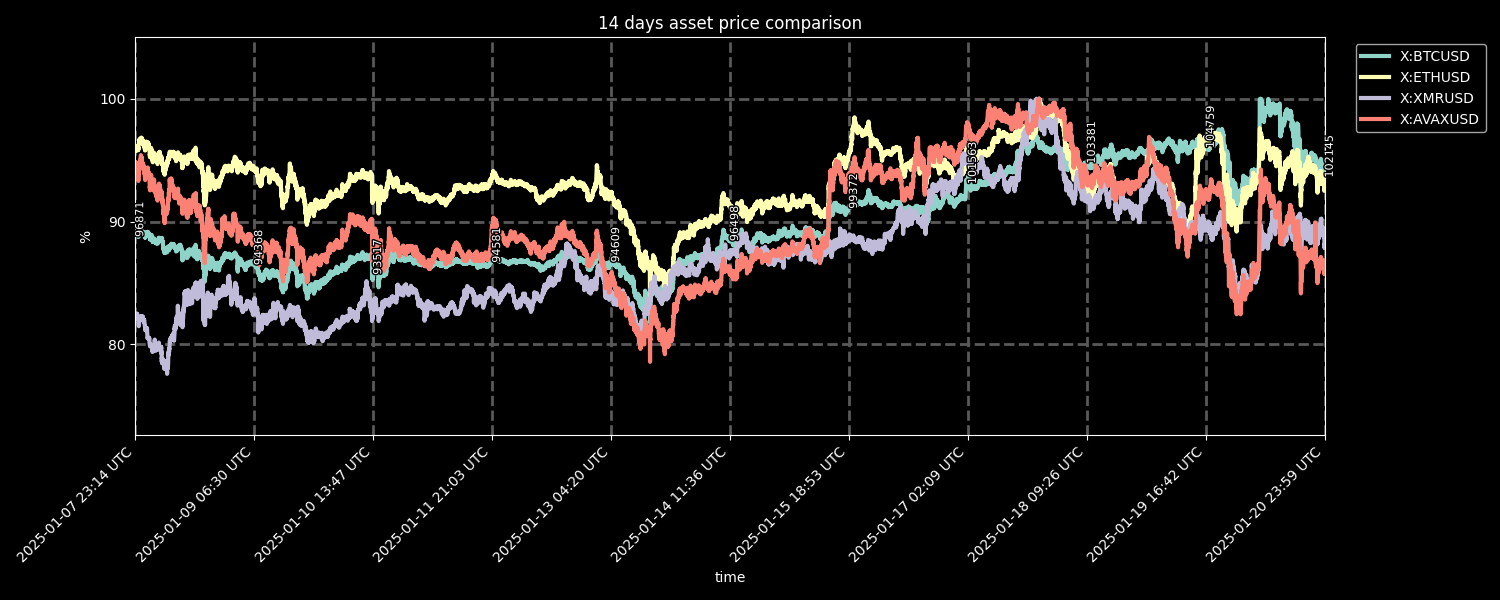 14 days asset price comparison
X:BTCUSD
X:ETHUSD
X:XMRUSD
X:AVAXUSD
100
90
80
%
96871
94368
93517
94581
94609
96498
99372
101563
103381
104759
102145
2025-01-07 23:14 UTC
2025-01-09 06:30 UTC
2025-01-10 13:47 UTC
2025-01-11 21:03 UTC
2025-01-13 04:20 UTC
2025-01-14 11:36 UTC
2025-01-15 18:53 UTC
2025-01-17 02:09 UTC
2025-01-18 09:26 UTC
2025-01-19 16:42 UTC
2025-01-20 23:59 UTC
time